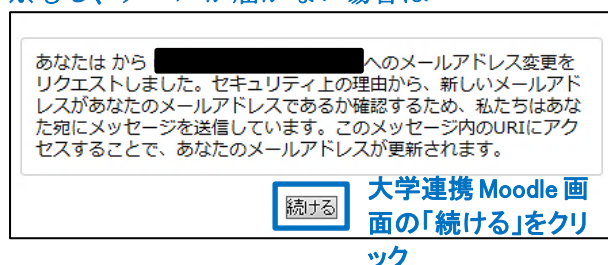 あなたは から へのメールアドレス変更を
リクエストしました。セキュリティ上の理由から、新しいメールアド
レスがあなたのメールアドレスであるか確認するため、私たちはあな
た宛にメッセージを送信しています。このメッセージ内のURIにアク
セスすることで、あなたのメールアドレスが更新されます。
続ける
大学連携 Moodle 画
面の「続ける」をクリ
ック